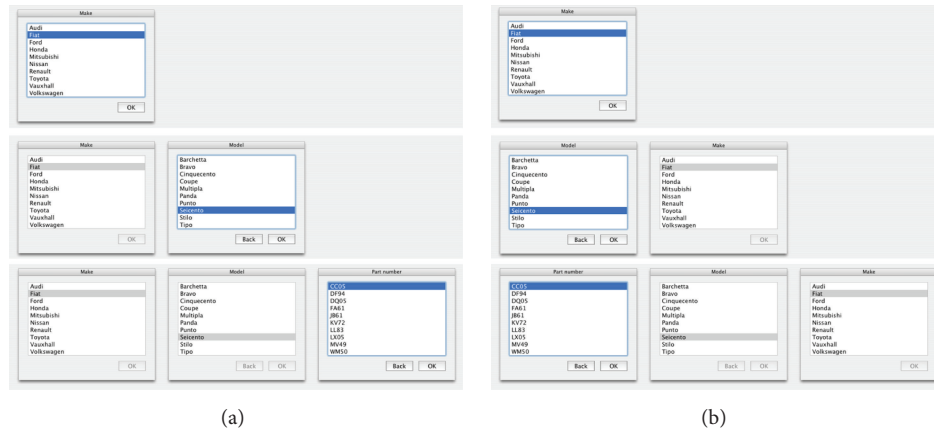 Make
Audi
Fiat
Ford
Honda
Mitsubishi
Nissan
Renault
Toyota
Vauxhall
Volkswagen
OK
Make
Audi
Fiat
Ford
Honda
Mitsubishi
Nissan
Renault
Toyota
Vauxhall
Volkswagen
OK
Model
Barchetta
Bravo
Cinquecento
Coupe
Multipla
Panda
Punto
Seicento
Stilo
Tipo
Back OK
Make
Audi
Fiat
Ford
Honda
Mitsubishi
Nissan
Renault
Toyota
Vauxhall
Volkswagen
OK
Model
Barchetta
Bravo
Cinquecento
Coupe
Multipla
Panda
Punto
Seicento
Stilo
Tipo
Back OK
Part number
CC05
DF94
DQ05
FA61
JB61
KV72
LL83
LX05
MV49
WM50
Back OK
(a)
Make
Audi
Fiat
Ford
Honda
Mitsubishi
Nissan
Renault
Toyota
Vauxhall
Volkswagen
OK
Model
Barchetta
Bravo
Cinquecento
Coupe
Multipla
Panda
Punto
Seicento
Stilo
Tipo
Back OK
Make
Audi
Fiat
Ford
Honda
Mitsubishi
Nissan
Renault
Toyota
Vauxhall
Volkswagen
OK
Part number
CC05
DF94
DQ05
FA61
JB61
KV72
LL83
LX05
MV49
WM50
Back OK
Model
Barchetta
Bravo
Cinquecento
Coupe
Multipla
Panda
Punto
Seicento
Stilo
Tipo
Back OK
Make
Audi
Fiat
Ford
Honda
Mitsubishi
Nissan
Renault
Toyota
Vauxhall
Volkswagen
OK
(b)